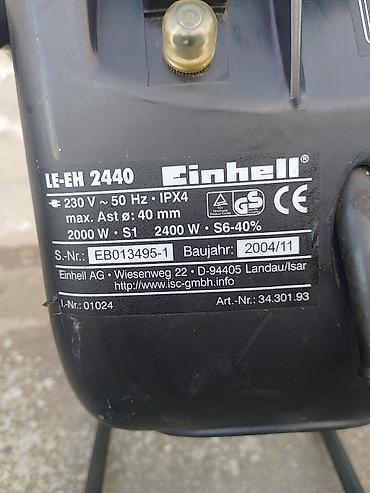 LE-EH 2440 Einhell®
230 V ~ 50 Hz · IPX4
max. Ast ø: 40 mm
2000 W · S1 2400 W · S6-40%
S.-Nr.: EB013495-1 Baujahr: 2004/11
Einhell AG · Wiesenweg 22 · D-94405 Landau/Isar
http://www.isc-gmbh.info
I.-Nr.: 01024 Art.-Nr.: 34.301.93
GS
CE